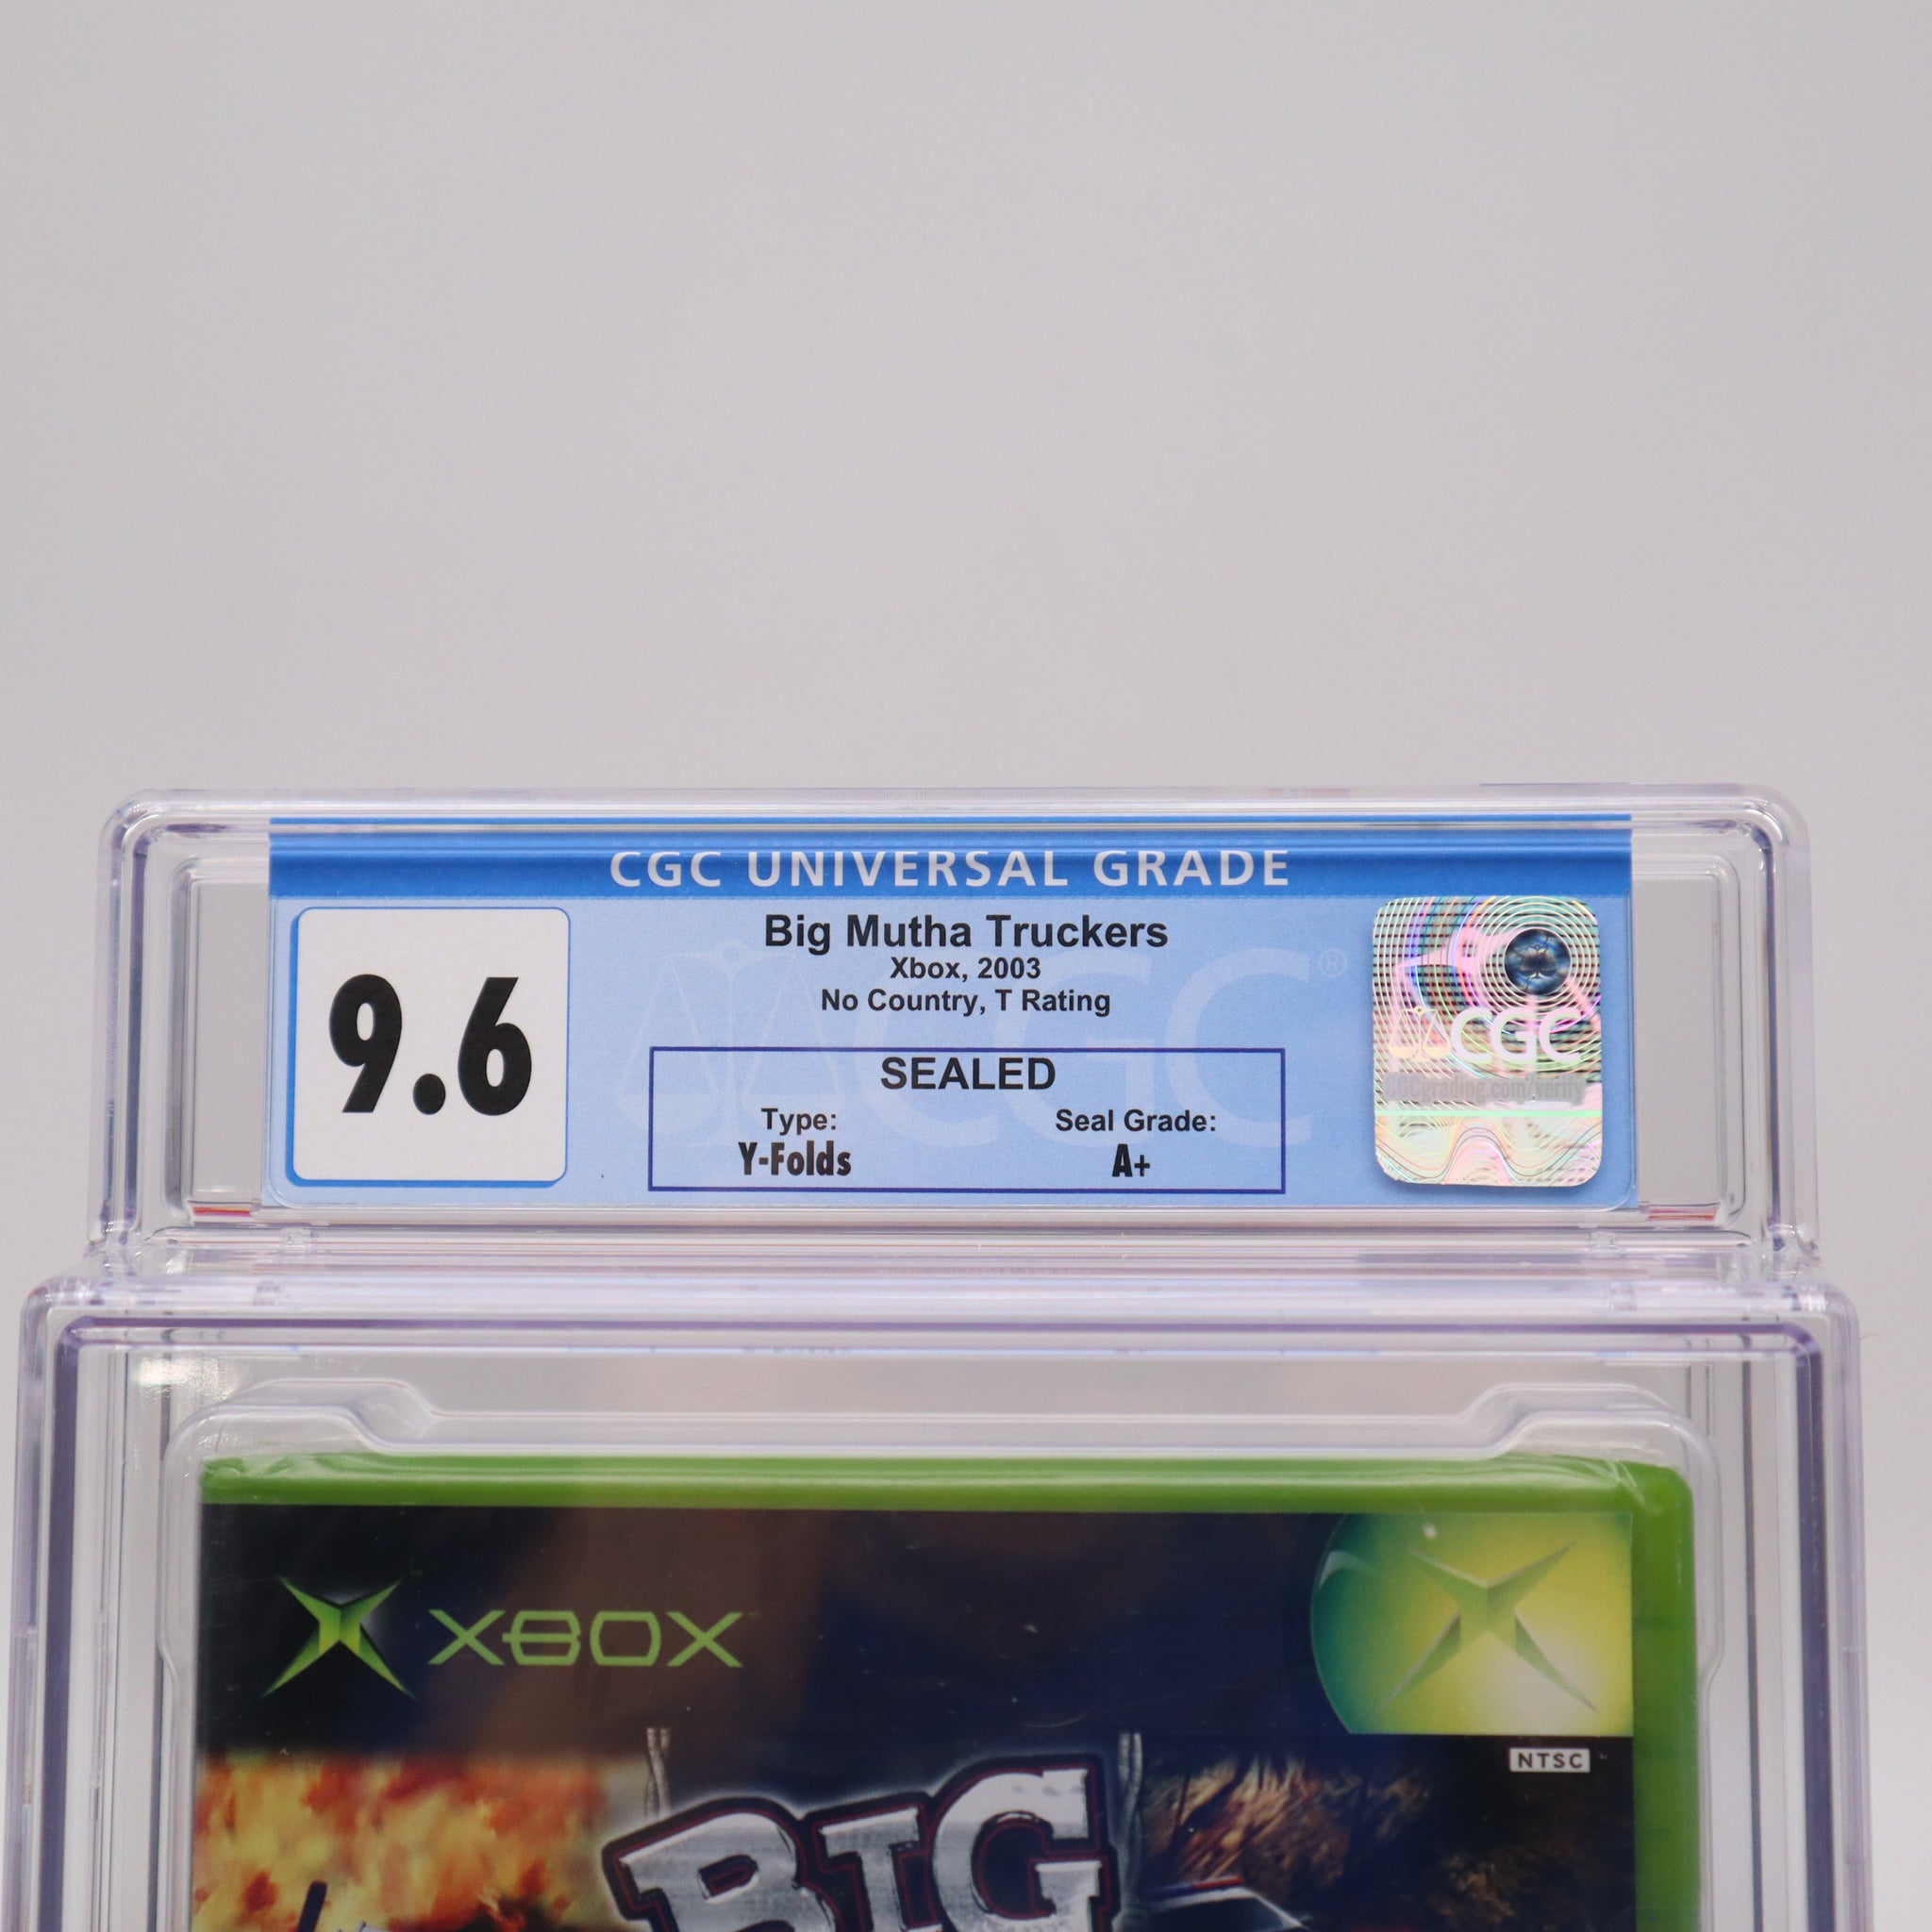 CGC UNIVERSAL GRADE
9.6
Big Mutha Truckers
Xbox, 2003
No Country, T Rating
SEALED
Type: Seal Grade:
Y-Folds A+
CGC ®
CGC
CGCgrading.com/verify
XBOX
NTSC
BIG